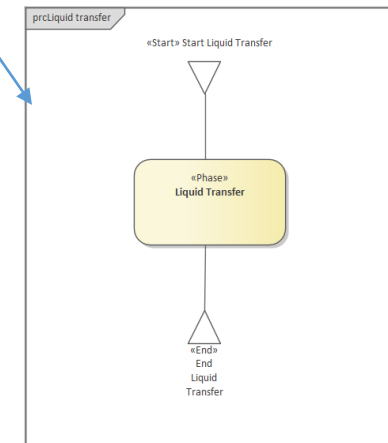 prcLiquid transfer
«Start» Start Liquid Transfer
«Phase»
Liquid Transfer
«End»
End
Liquid
Transfer